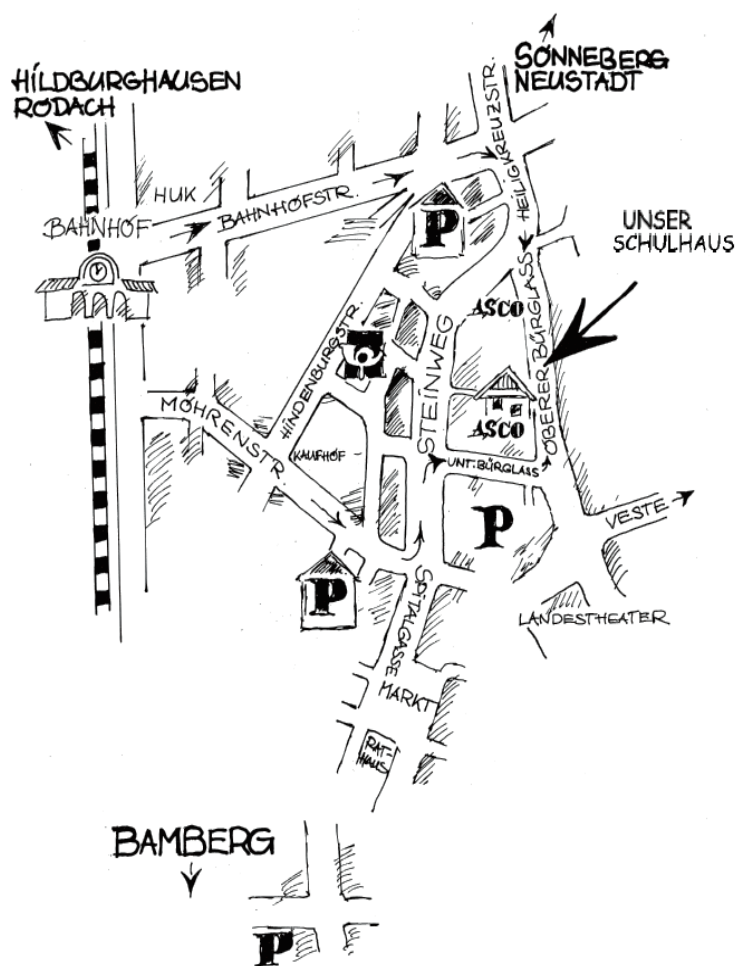 SONNEBERG
NEUSTADT
HILDBURGHAUSEN
RODACH
HEILIGKREUZSTR.
HUK
BAHNHOFSTR.
BAHNHOF
P
UNSER
SCHULHAUS
ASCO
HINDENBURGSTR.
STEINWEG
OBERER BÜRGLASS
MOHRENSTR.
ASCO
KAUFHOF
UNT. BÜRGLASS
P
VESTE
P
SPITALGASSE
LANDESTHEATER
MARKT
RAT-
HAUS
BAMBERG
P